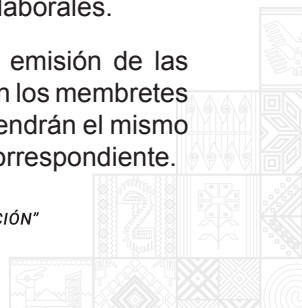 laborales.
emisión de las
n los membretes
endrán el mismo
orrespondiente.
CIÓN”